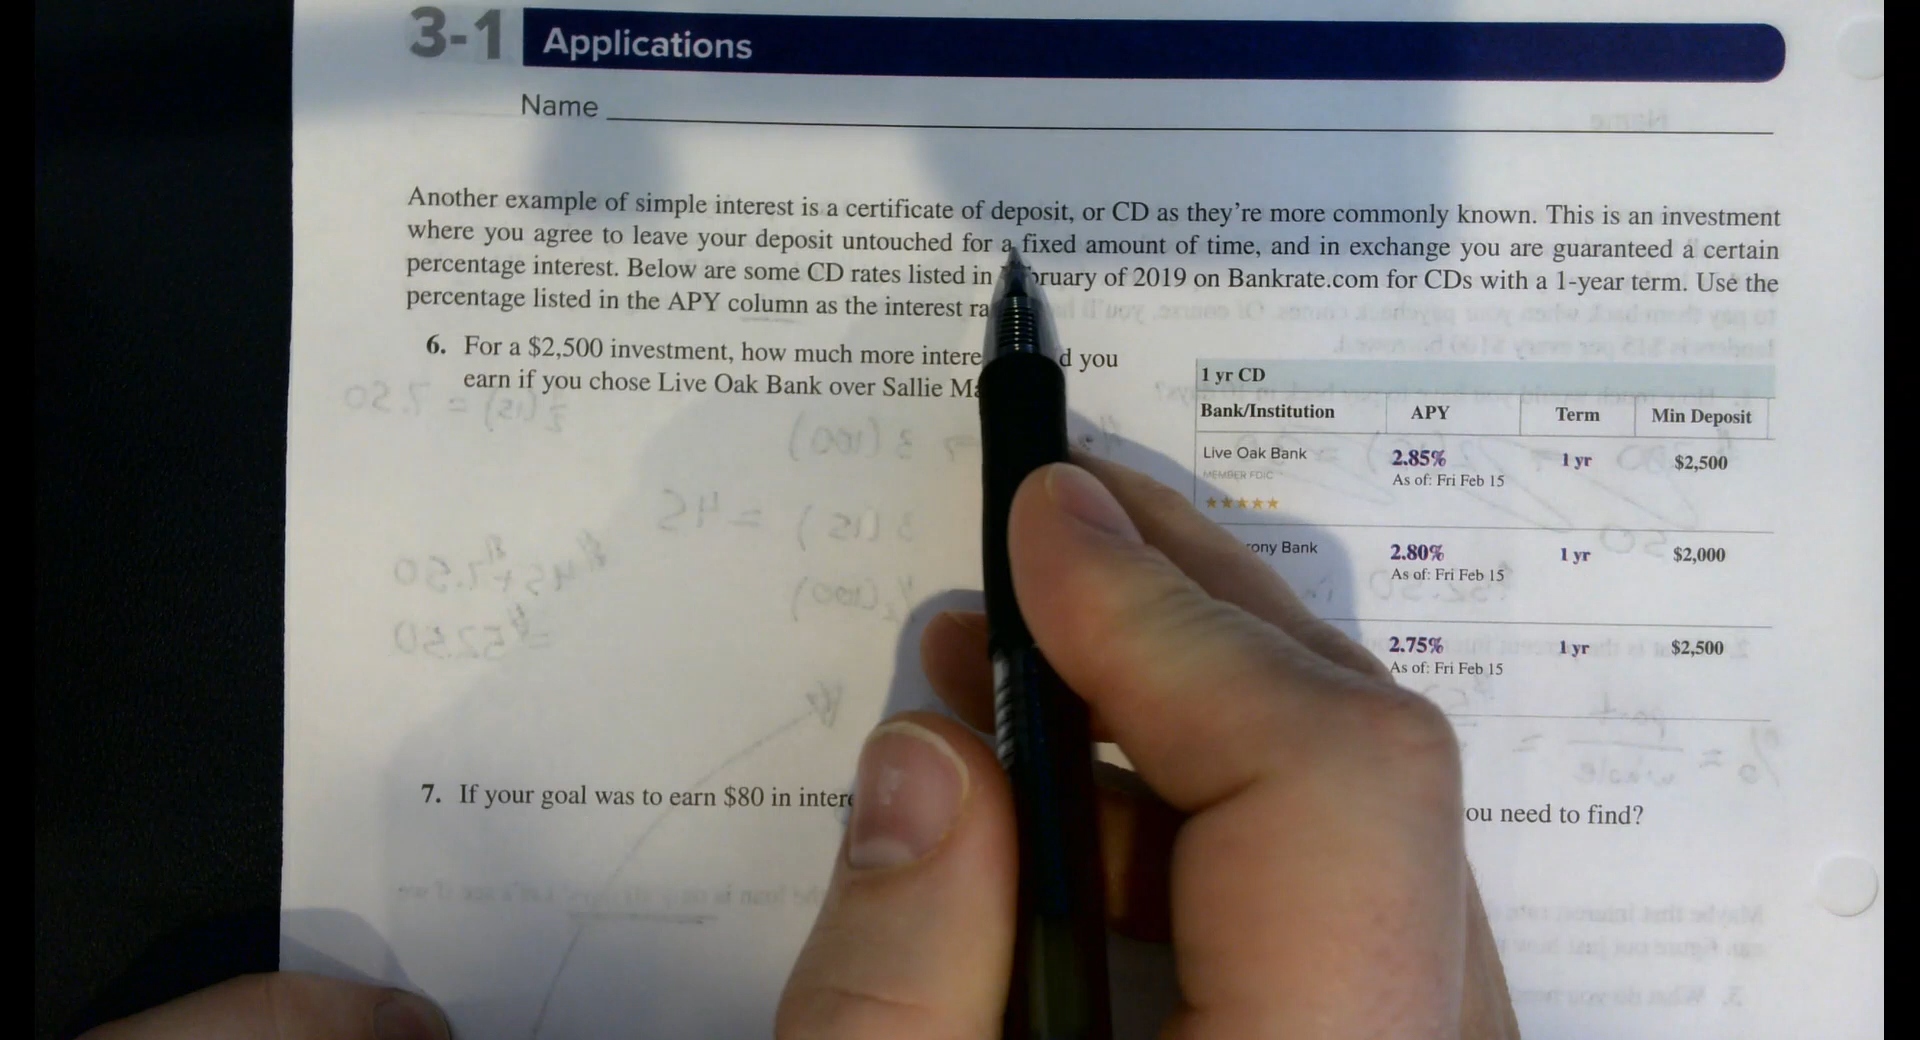 3-1 Applications
Name
Another example of simple interest is a certificate of deposit, or CD as they're more commonly known. This is an investment
where you agree to leave your deposit untouched for a fixed amount of time, and in exchange you are guaranteed a certain
percentage interest. Below are some CD rates listed in of 2019 on Bankrate.com for CDs with a 1-year term. Use the
percentage listed in the APY column as the interest
6. For a $2,500 investment, how much more you
earn if you chose Live Oak Bank over Sallie
1 yr CD
Bank/Institution APY Term Min Deposit
Live Oak Bank 2.85% 1 yr $2,500
MEMBER FDIC As of: Fri Feb 15
Bank 2.80% 1 yr $2,000
As of: Fri Feb 15
2.75% 1 yr $2,500
As of: Fri Feb 15
7. If your goal was to earn $80 in need to find?